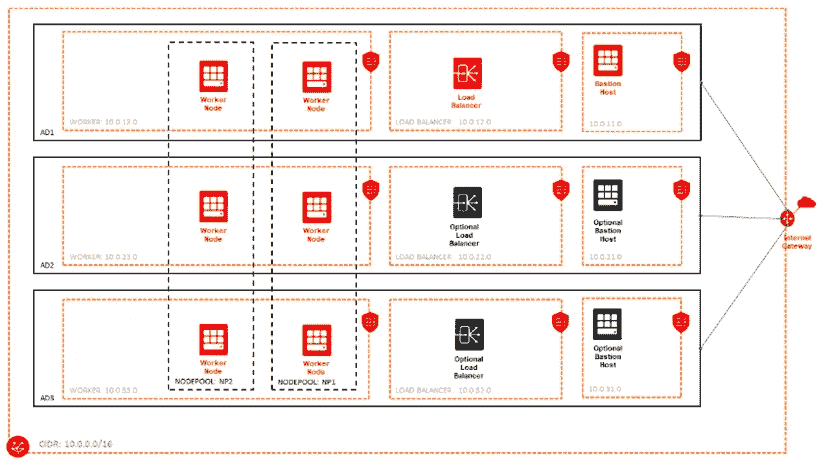 Worker
Node
Worker
Node
Load
Balancer
Bastion
Host
WORKER: 10.0.13.0
LOAD BALANCER: 10.0.12.0
10.0.11.0
AD1
Worker
Node
Worker
Node
Optional
Load
Balancer
Optional
Bastion
Host
WORKER: 10.0.23.0
LOAD BALANCER: 10.0.22.0
10.0.21.0
AD2
Internet
Gateway
Worker
Node
Worker
Node
Optional
Load
Balancer
Optional
Bastion
Host
NODEPOOL: NP2
NODEPOOL: NP1
WORKER: 10.0.33.0
LOAD BALANCER: 10.0.32.0
10.0.31.0
AD3
CIDR: 10.0.0.0/16